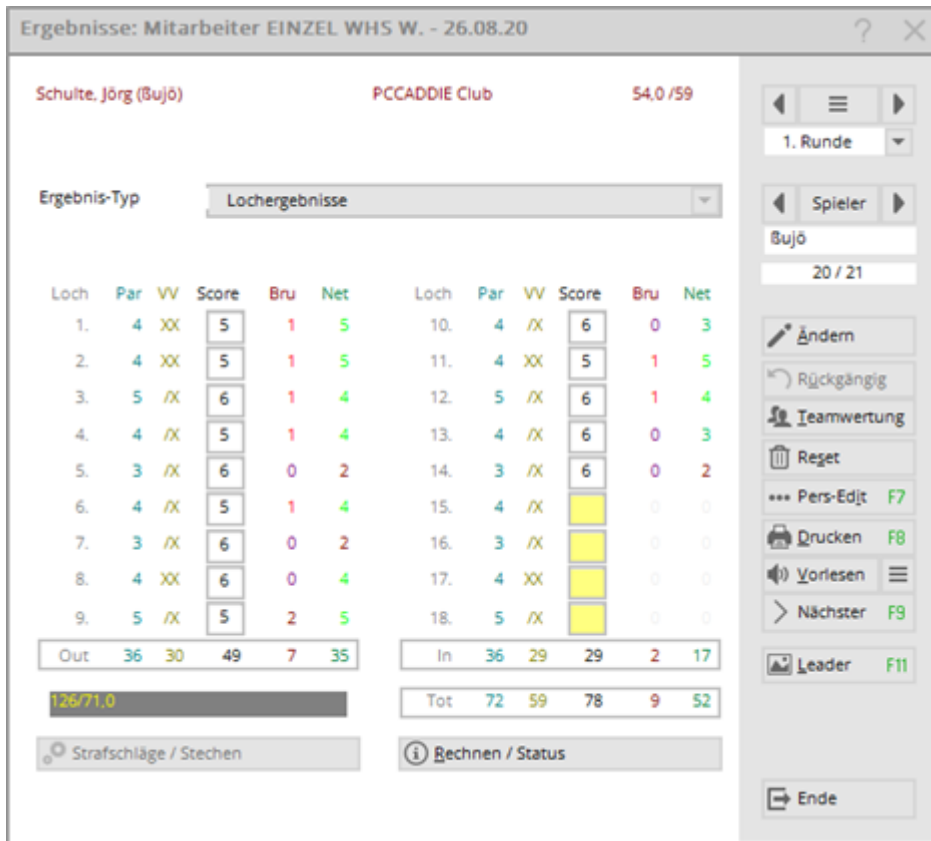 Ergebnisse: Mitarbeiter EINZEL WHS W. - 26.08.20 ? ✕
Schulte, Jörg (ßujö) PCCADDIE Club 54,0 /59
1. Runde
Ergebnis-Typ Lochergebnisse
Spieler
ßujö
20 / 21
Loch Par VV Score Bru Net Loch Par VV Score Bru Net
1. 4 XX 5 1 5 10. 4 /X 6 0 3
2. 4 XX 5 1 5 11. 4 XX 5 1 5
3. 5 /X 6 1 4 12. 5 /X 6 1 4
4. 4 /X 5 1 4 13. 4 /X 6 0 3
5. 3 /X 6 0 2 14. 3 /X 6 0 2
6. 4 /X 5 1 4 15. 4 /X 0 0
7. 3 /X 6 0 2 16. 3 /X 0 0
8. 4 XX 6 0 4 17. 4 XX 0 0
9. 5 /X 5 2 5 18. 5 /X 0 0
Out 36 30 49 7 35 In 36 29 29 2 17
126/71,0 Tot 72 59 78 9 52
Strafschläge / Stechen Rechnen / Status
Ändern
Rückgängig
Teamwertung
Reset
Pers-Edit F7
Drucken F8
Vorlesen
Nächster F9
Leader F11
Ende